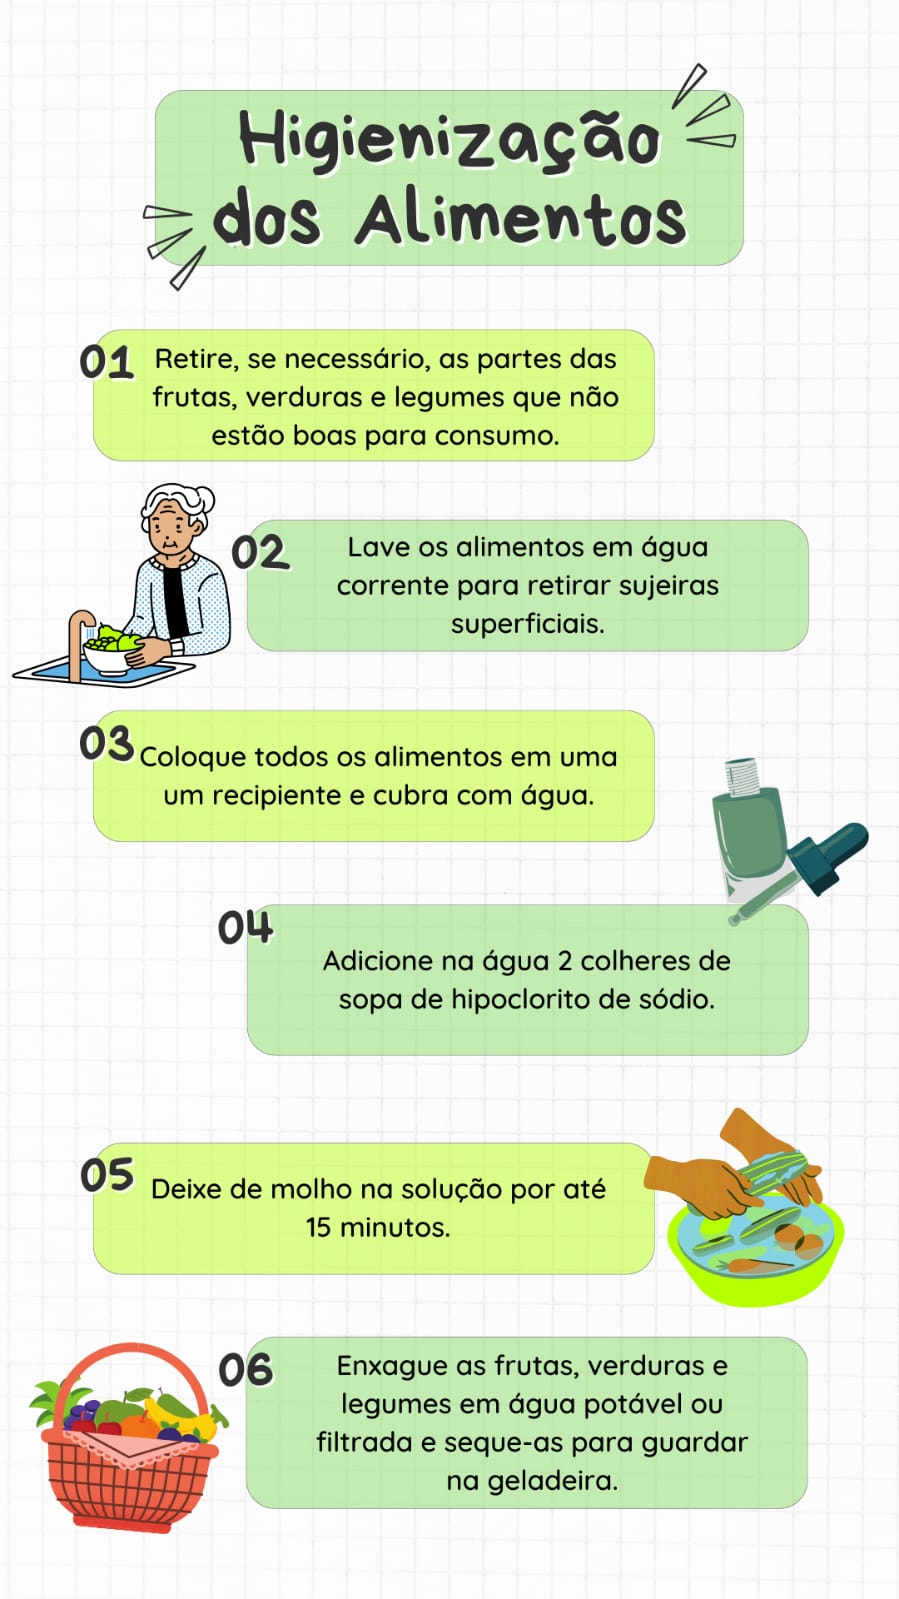 Higienização
dos Alimentos
01
Retire, se necessário, as partes das
frutas, verduras e legumes que não
estão boas para consumo.
02
Lave os alimentos em água
corrente para retirar sujeiras
superficiais.
03
Coloque todos os alimentos em uma
um recipiente e cubra com água.
04
Adicione na água 2 colheres de
sopa de hipoclorito de sódio.
05
Deixe de molho na solução por até
15 minutos.
06
Enxague as frutas, verduras e
legumes em água potável ou
filtrada e seque-as para guardar
na geladeira.